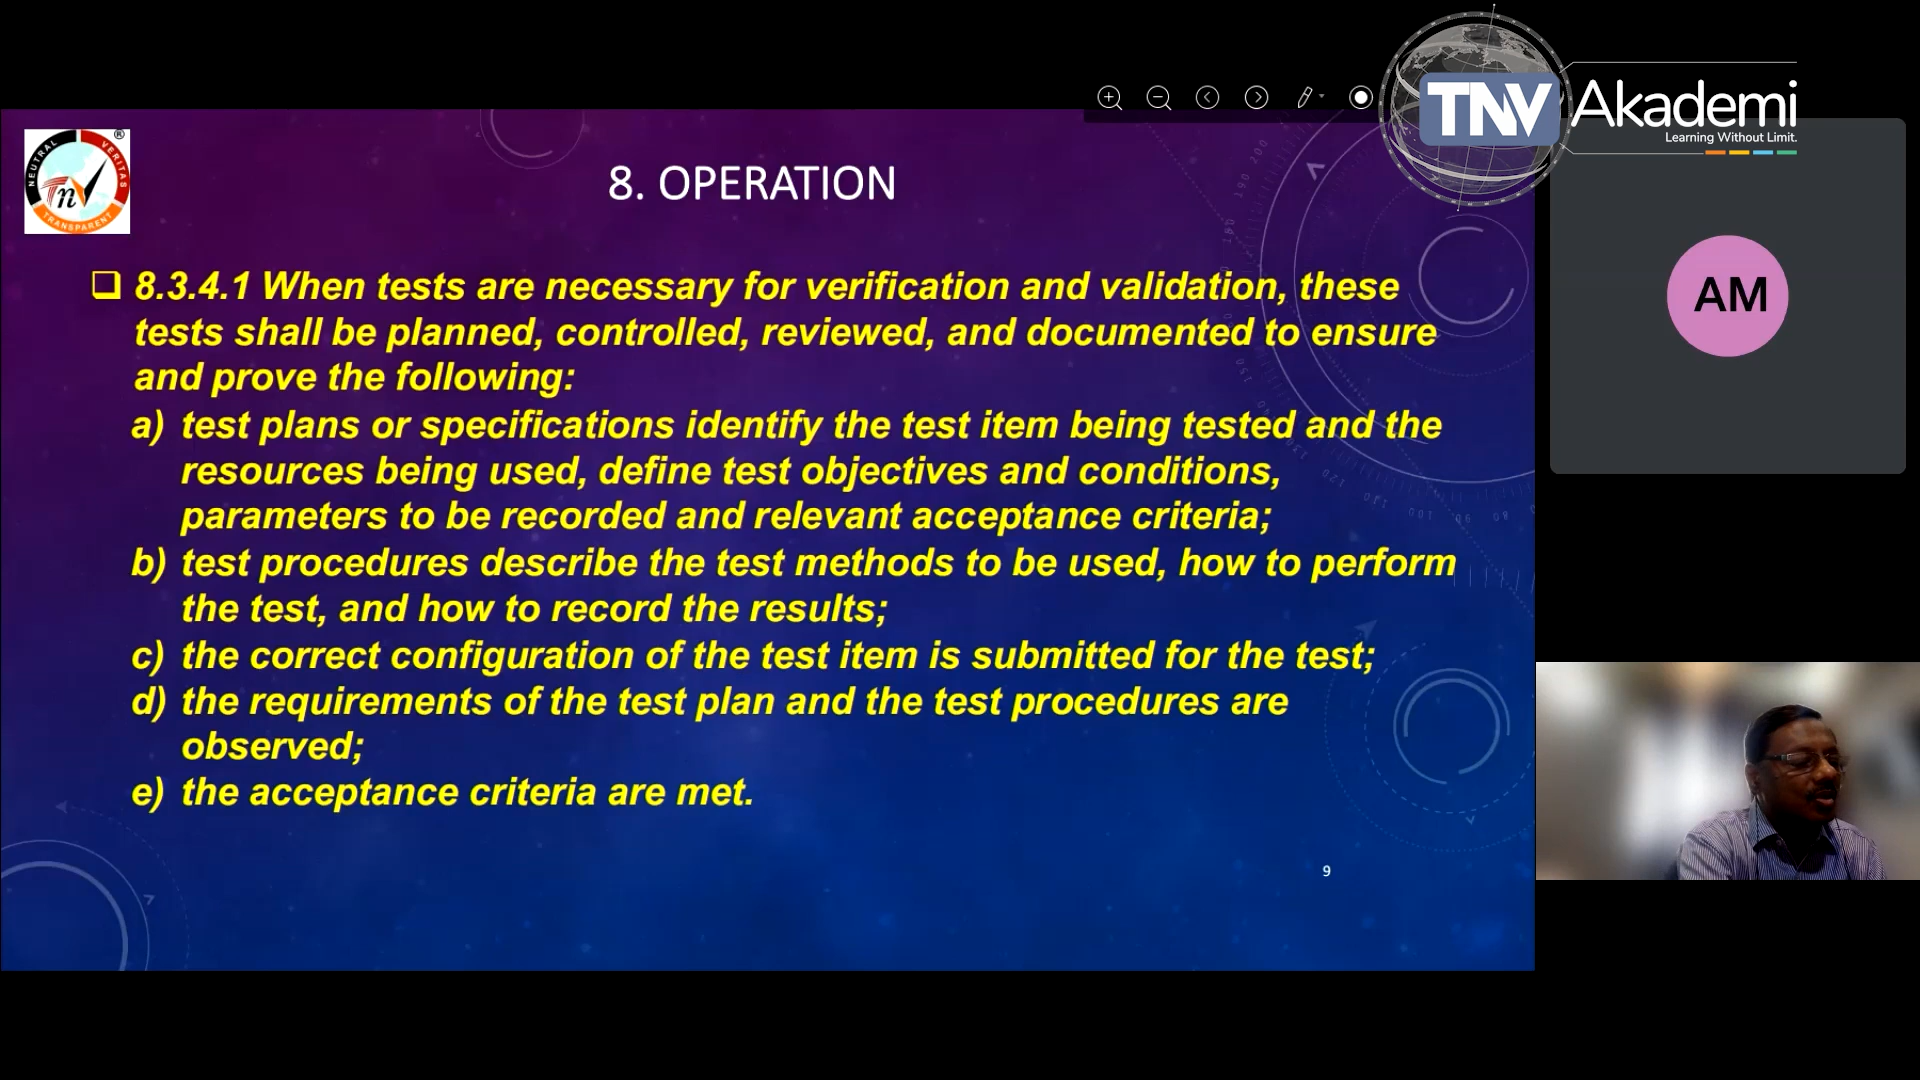 TNV Akademi
Learning Without Limit.
NEUTRAL VERITAS TRANSPARENT
TnV
®
8. OPERATION
❑ 8.3.4.1 When tests are necessary for verification and validation, these
tests shall be planned, controlled, reviewed, and documented to ensure
and prove the following:
a) test plans or specifications identify the test item being tested and the
resources being used, define test objectives and conditions,
parameters to be recorded and relevant acceptance criteria;
b) test procedures describe the test methods to be used, how to perform
the test, and how to record the results;
c) the correct configuration of the test item is submitted for the test;
d) the requirements of the test plan and the test procedures are
observed;
e) the acceptance criteria are met.
9
AM